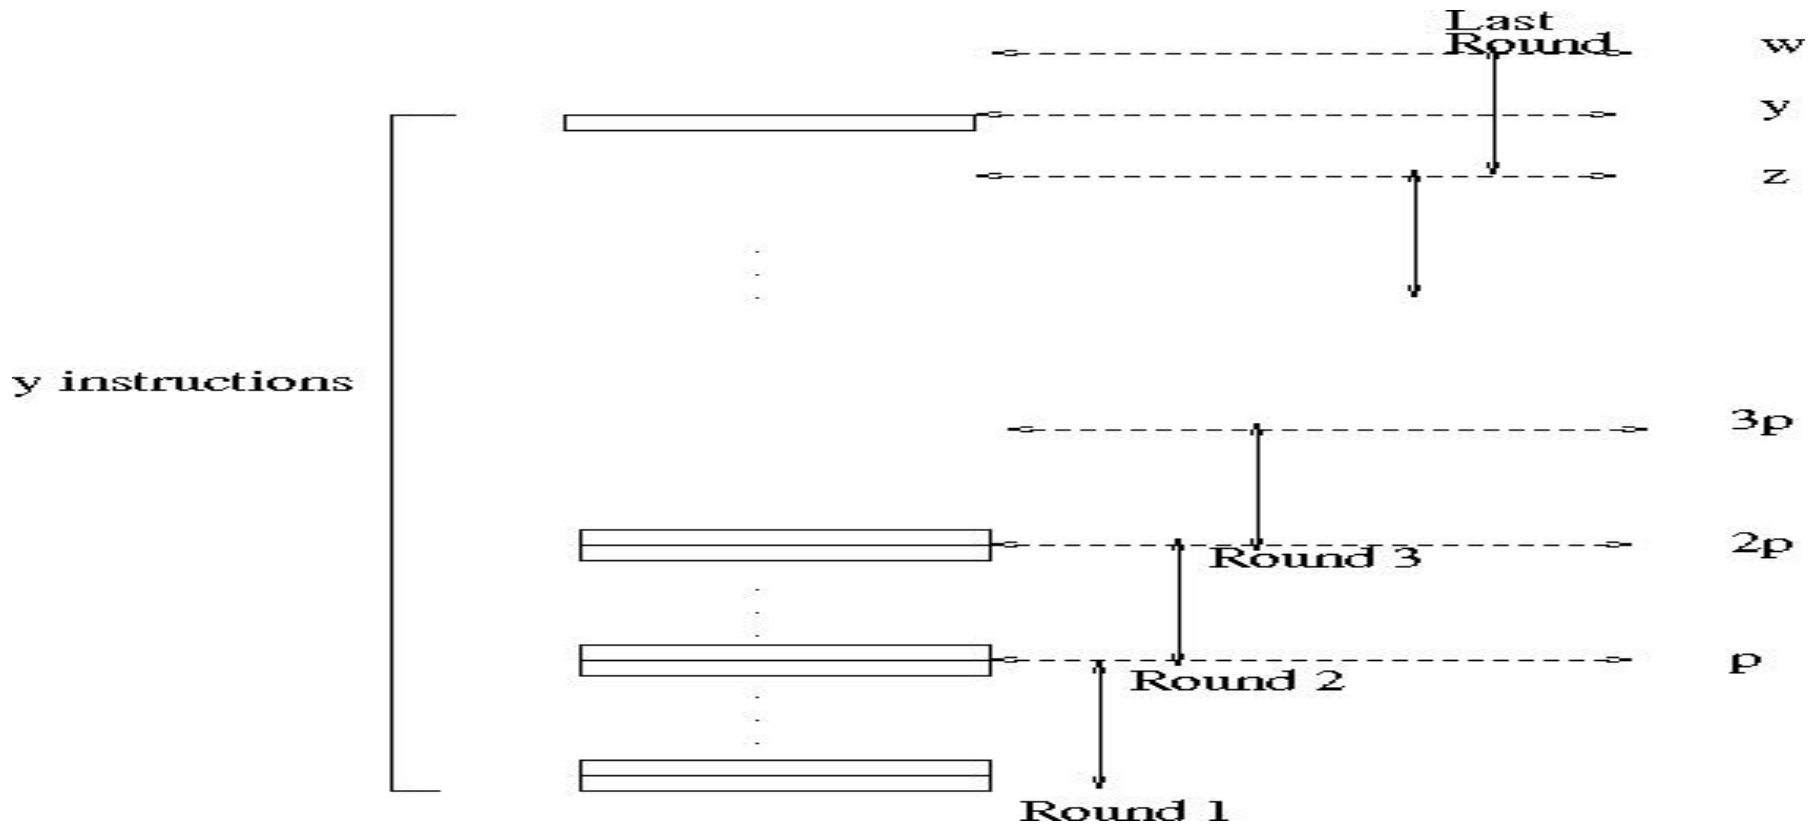 Last
Round
w
y
z
y instructions
3p
Round 3
2p
Round 2
p
Round 1